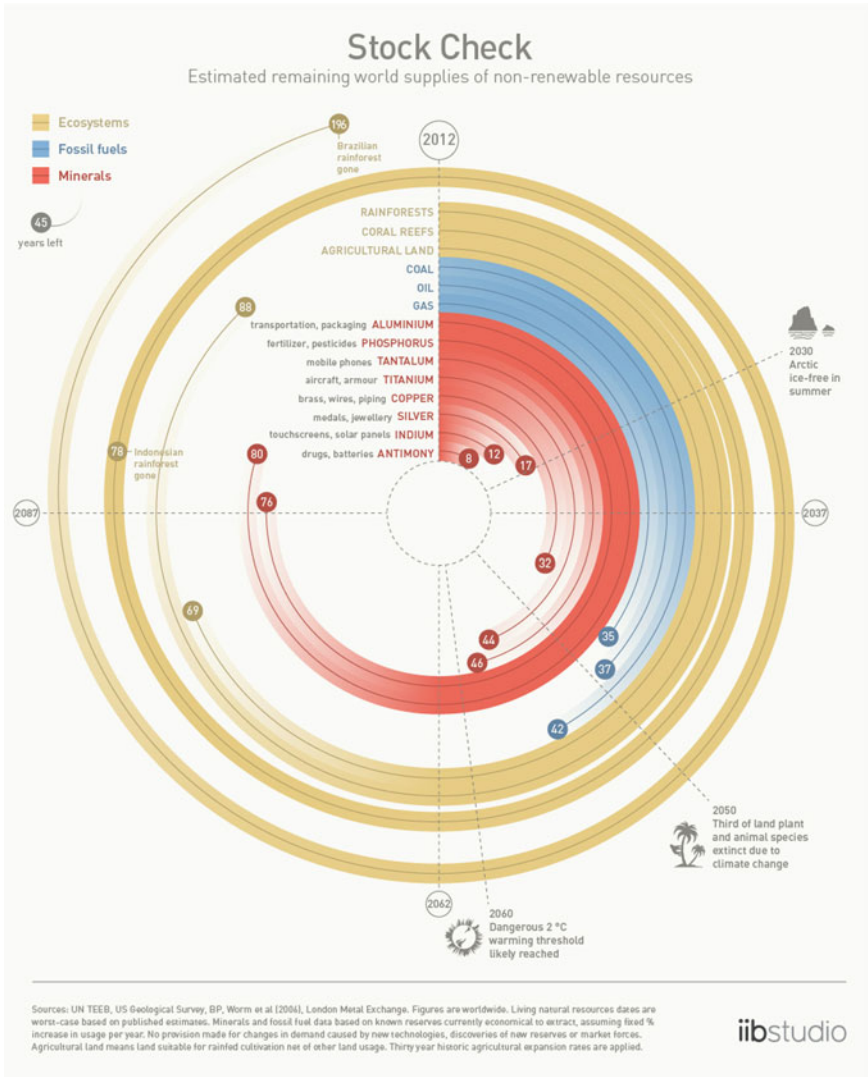 Stock Check
Estimated remaining world supplies of non-renewable resources
Ecosystems
Fossil fuels
Minerals
45
years left
196
Brazilian
rainforest
gone
2012
RAINFORESTS
CORAL REEFS
AGRICULTURAL LAND
COAL
OIL
GAS
transportation, packaging ALUMINIUM
fertilizer, pesticides PHOSPHORUS
mobile phones TANTALUM
aircraft, armour TITANIUM
brass, wires, piping COPPER
medals, jewellery SILVER
touchscreens, solar panels INDIUM
drugs, batteries ANTIMONY
88
78
Indonesian
rainforest
gone
80
76
8
12
17
2030
Arctic
ice-free in
summer
2087
2037
32
69
44
46
35
37
42
2050
Third of land plant
and animal species
extinct due to
climate change
2062
2060
Dangerous 2 °C
warming threshold
likely reached
Sources: UN TEEB, US Geological Survey, BP, Worm et al (2006), London Metal Exchange. Figures are worldwide. Living natural resources dates are
worst-case based on published estimates. Minerals and fossil fuel data based on known reserves currently economical to extract, assuming fixed %
increase in usage per year. No provision made for changes in demand caused by new technologies, discoveries of new reserves or market forces.
Agricultural land means land suitable for rainfed cultivation net of other land usage. Thirty year historic agricultural expansion rates are applied.
iibstudio